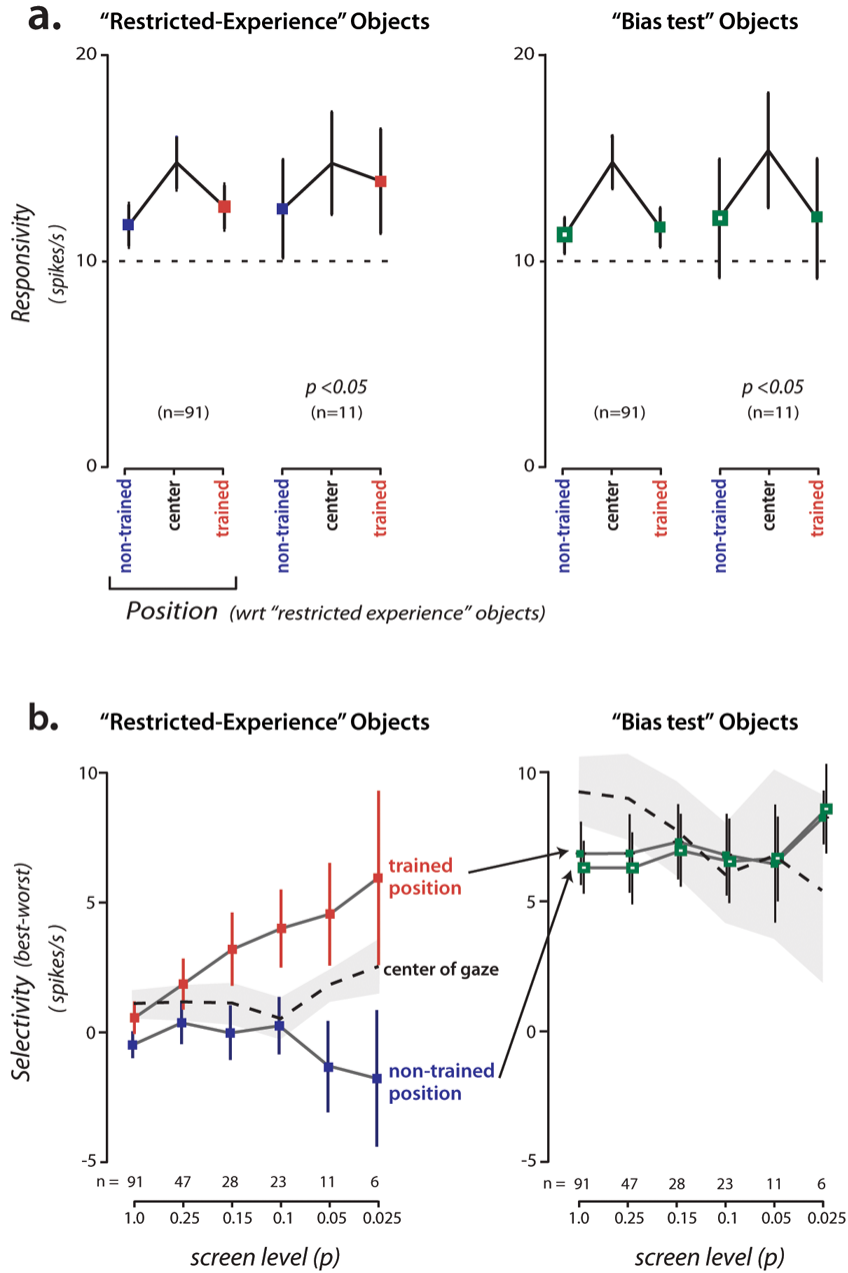 a.
"Restricted-Experience" Objects
"Bias test" Objects
Responsivity
(spikes/s)
20
10
0
(n=91)
p <0.05
(n=11)
non-trained
center
trained
non-trained
center
trained
20
10
0
(n=91)
p <0.05
(n=11)
non-trained
center
trained
non-trained
center
trained
Position (wrt "restricted experience" objects)
b.
"Restricted-Experience" Objects
"Bias test" Objects
Selectivity (best-worst)
(spikes/s)
10
5
0
-5
trained
position
center of gaze
non-trained
position
n = 91 47 28 23 11 6
1.0 0.25 0.15 0.1 0.05 0.025
screen level (p)
10
5
0
-5
n = 91 47 28 23 11 6
1.0 0.25 0.15 0.1 0.05 0.025
screen level (p)